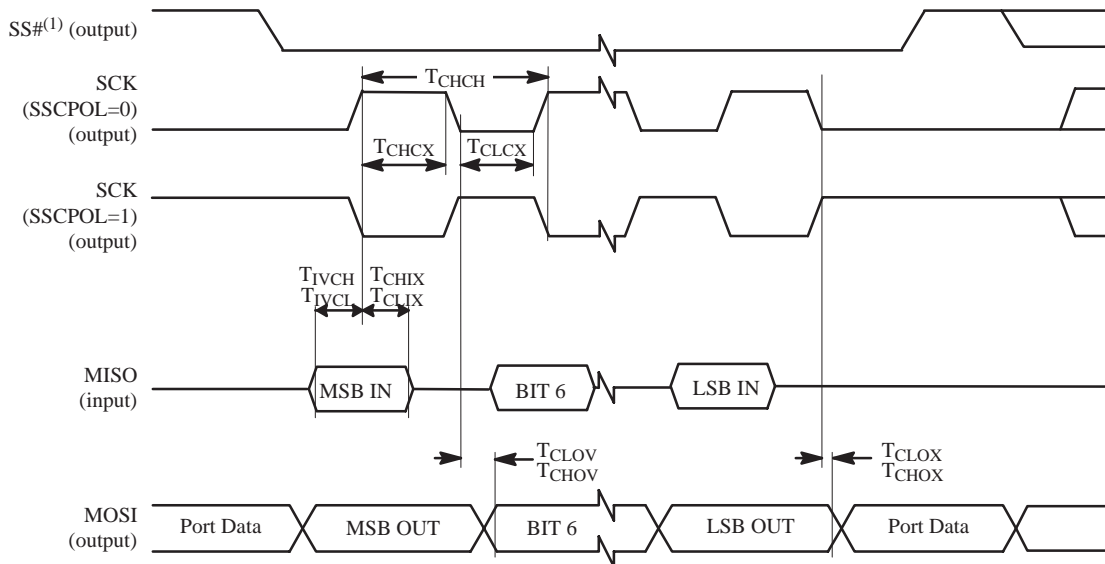 SS#(1) (output)
SCK
(SSCPOL=0)
(output)
TCHCH
TCHCX
TCLCX
SCK
(SSCPOL=1)
(output)
TIVCH
TIVCL
TCHIX
TCLIX
MISO
(input)
MSB IN
BIT 6
LSB IN
TCLOV
TCHOV
TCLOX
TCHOX
MOSI
(output)
Port Data
MSB OUT
BIT 6
LSB OUT
Port Data